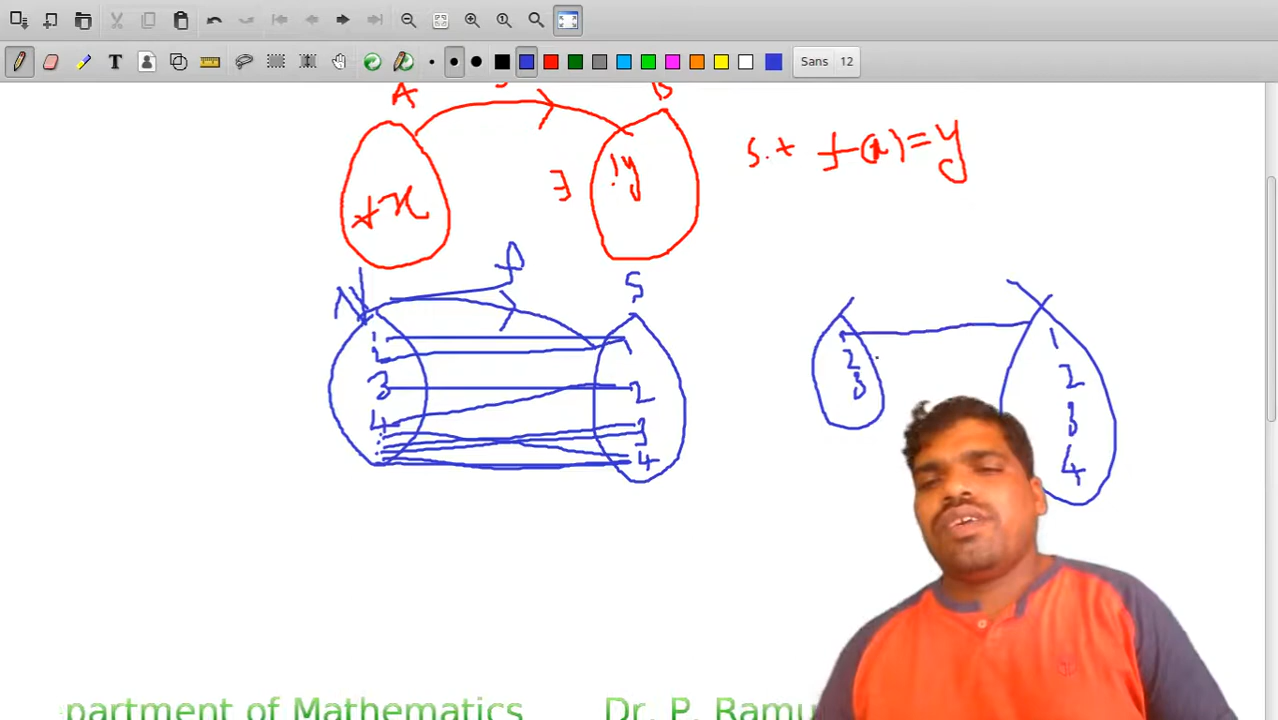 Sans 12
A B
∀x ∃ !y s.t f(x)=y
f
N S
1 1
2 2
3 3
4 4
1 1
2 2
3 3
4
partment of Mathematics Dr. P. Ramu